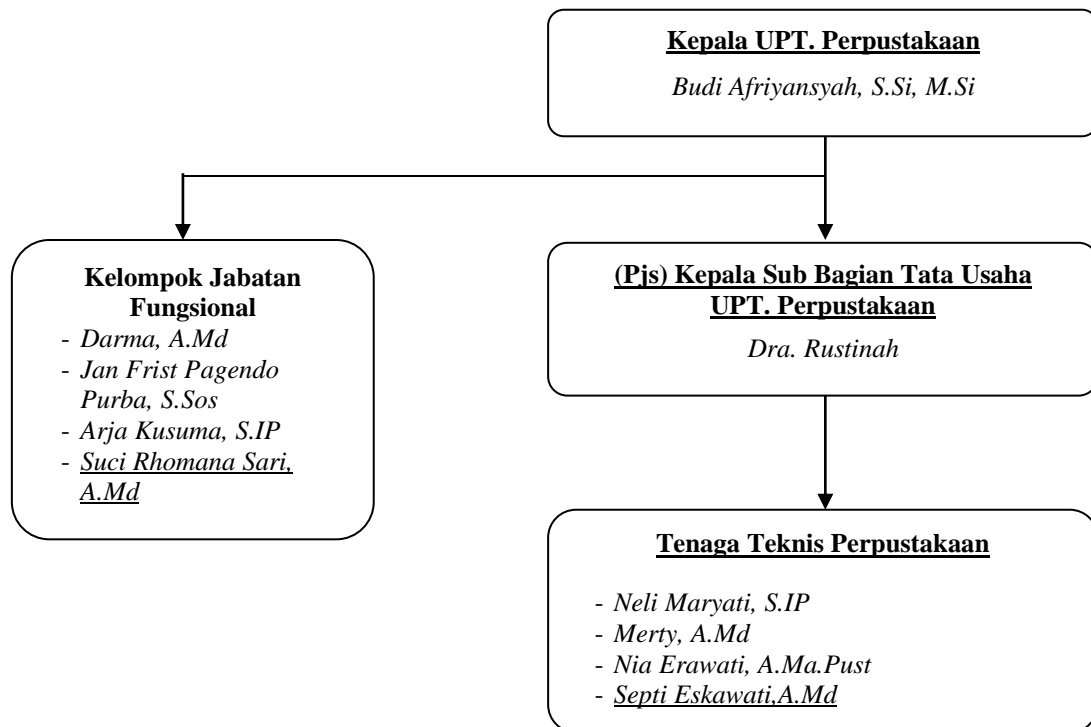 Kepala UPT. Perpustakaan
Budi Afriyansyah, S.Si, M.Si
Kelompok Jabatan
Fungsional
- Darma, A.Md
- Jan Frist Pagendo
Purba, S.Sos
- Arja Kusuma, S.IP
- Suci Rhomana Sari,
A.Md
(Pjs) Kepala Sub Bagian Tata Usaha
UPT. Perpustakaan
Dra. Rustinah
Tenaga Teknis Perpustakaan
- Neli Maryati, S.IP
- Merty, A.Md
- Nia Erawati, A.Ma.Pust
- Septi Eskawati,A.Md